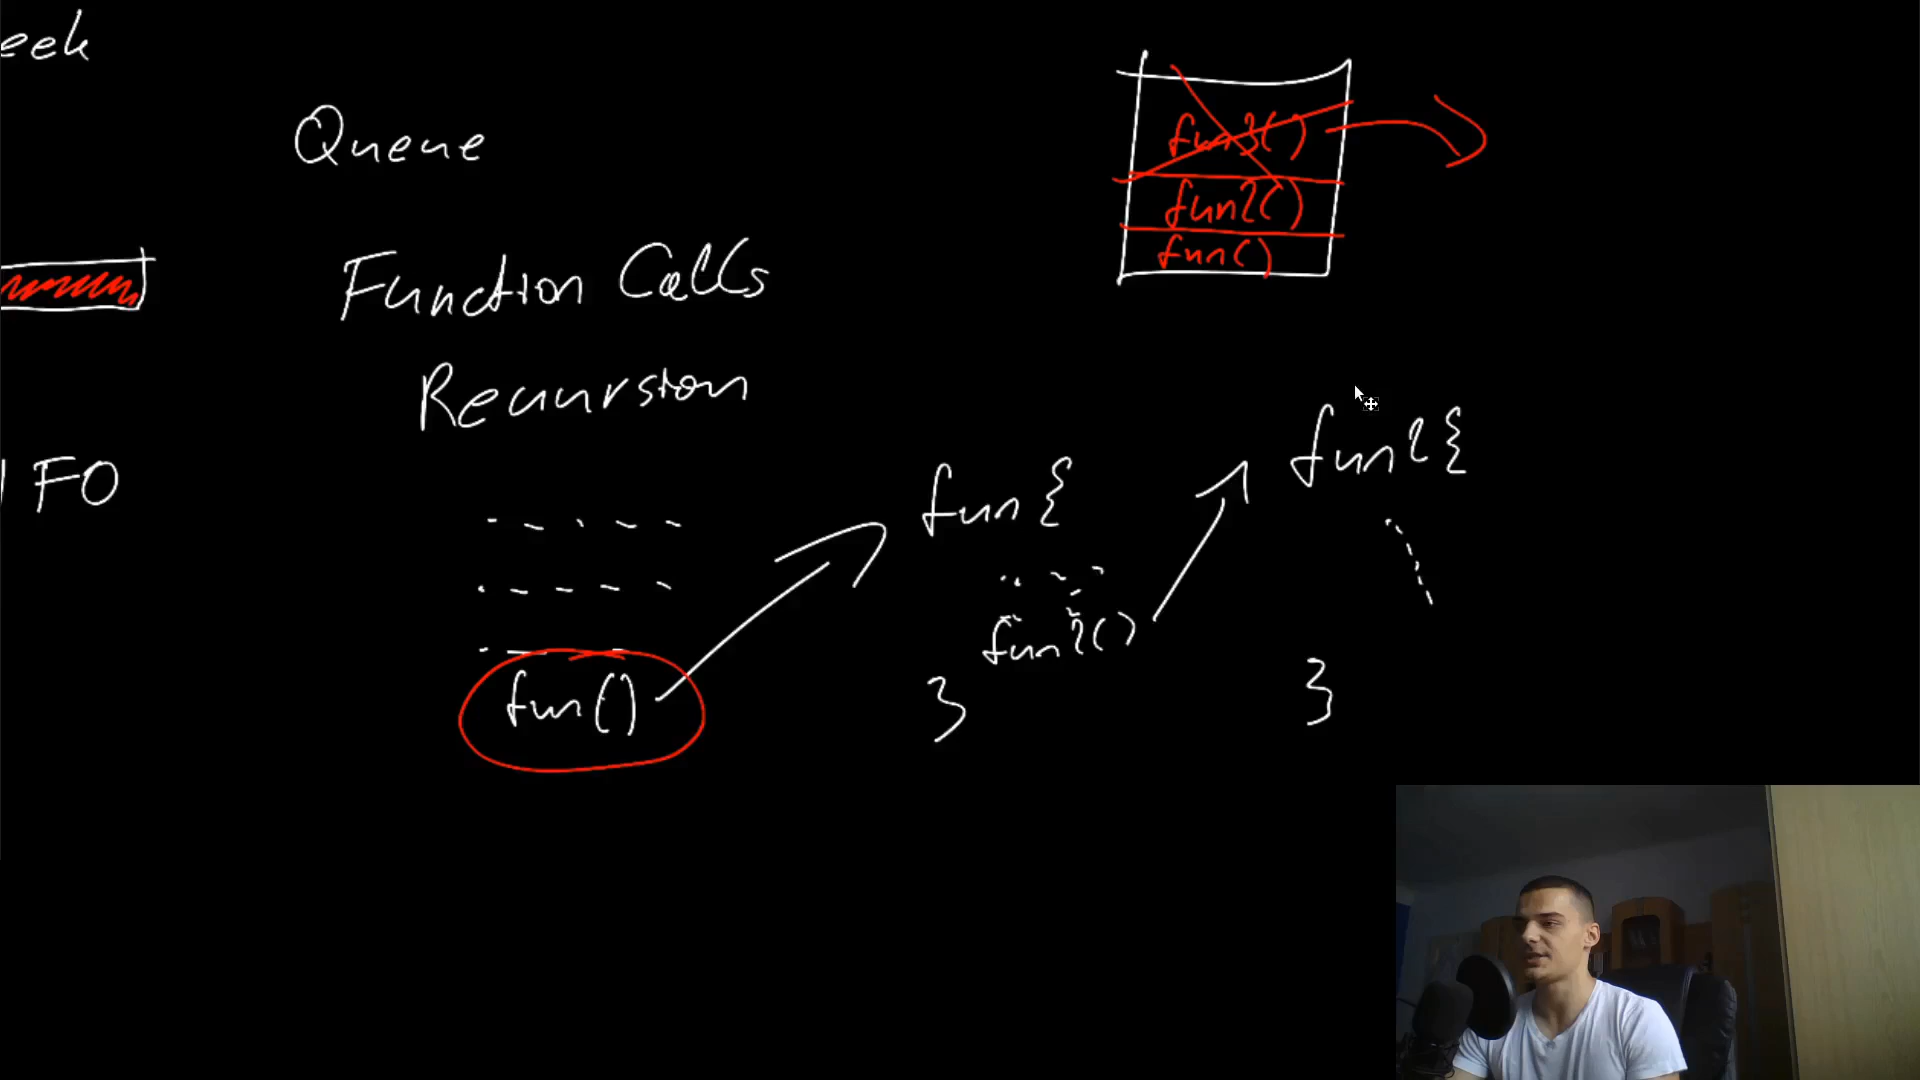 eek
Queue
Function Calls
Recursion
FO
fun3()
fun2()
fun()
fun()
fun{
fun2()
}
fun2{
}